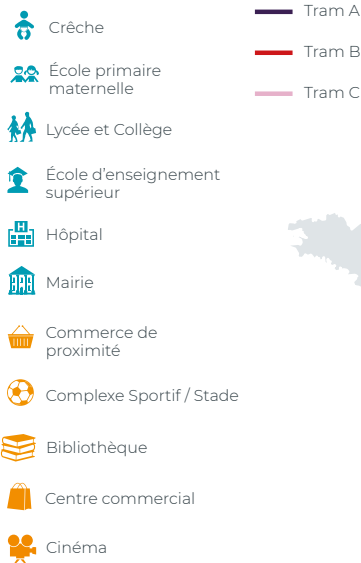 Crêche
École primaire
maternelle
Lycée et Collège
École d'enseignement
supérieur
H
Hôpital
Mairie
Commerce de
proximité
Complexe Sportif / Stade
Bibliothèque
Centre commercial
Cinéma
Tram A
Tram B
Tram C